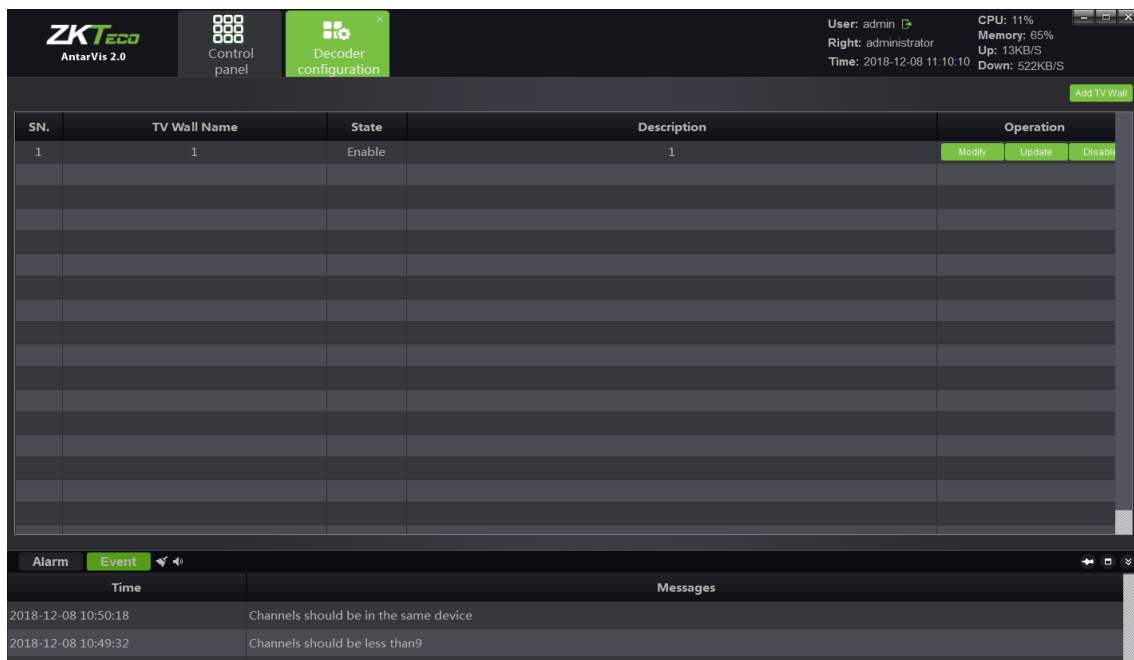 ZKTeco
AntarVis 2.0
Control
panel
Decoder
configuration
User: admin
Right: administrator
Time: 2018-12-08 11:10:10
CPU: 11%
Memory: 65%
Up: 13KB/S
Down: 522KB/S
Add TV Wall
SN. TV Wall Name State Description Operation
1 1 Enable 1 Modify Update Disable
Alarm Event
Time Messages
2018-12-08 10:50:18 Channels should be in the same device
2018-12-08 10:49:32 Channels should be less than9